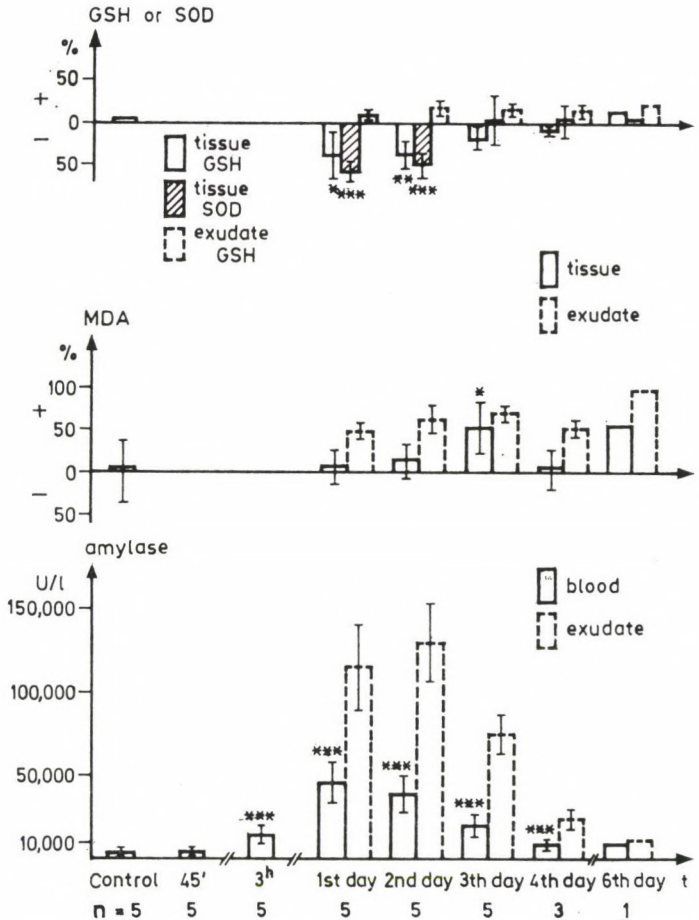 GSH or SOD
%
50
+
0
—
50
tissue
GSH
tissue
SOD
exudate
GSH
* ***
** ***
tissue
exudate
MDA
%
100
+
50
0
—
50
*
amylase
U/l
150,000
100,000
50,000
10,000
blood
exudate
***
***
***
***
***
Control 45' 3h 1st day 2nd day 3th day 4th day 6th day t
n = 5 5 5 5 5 5 3 1